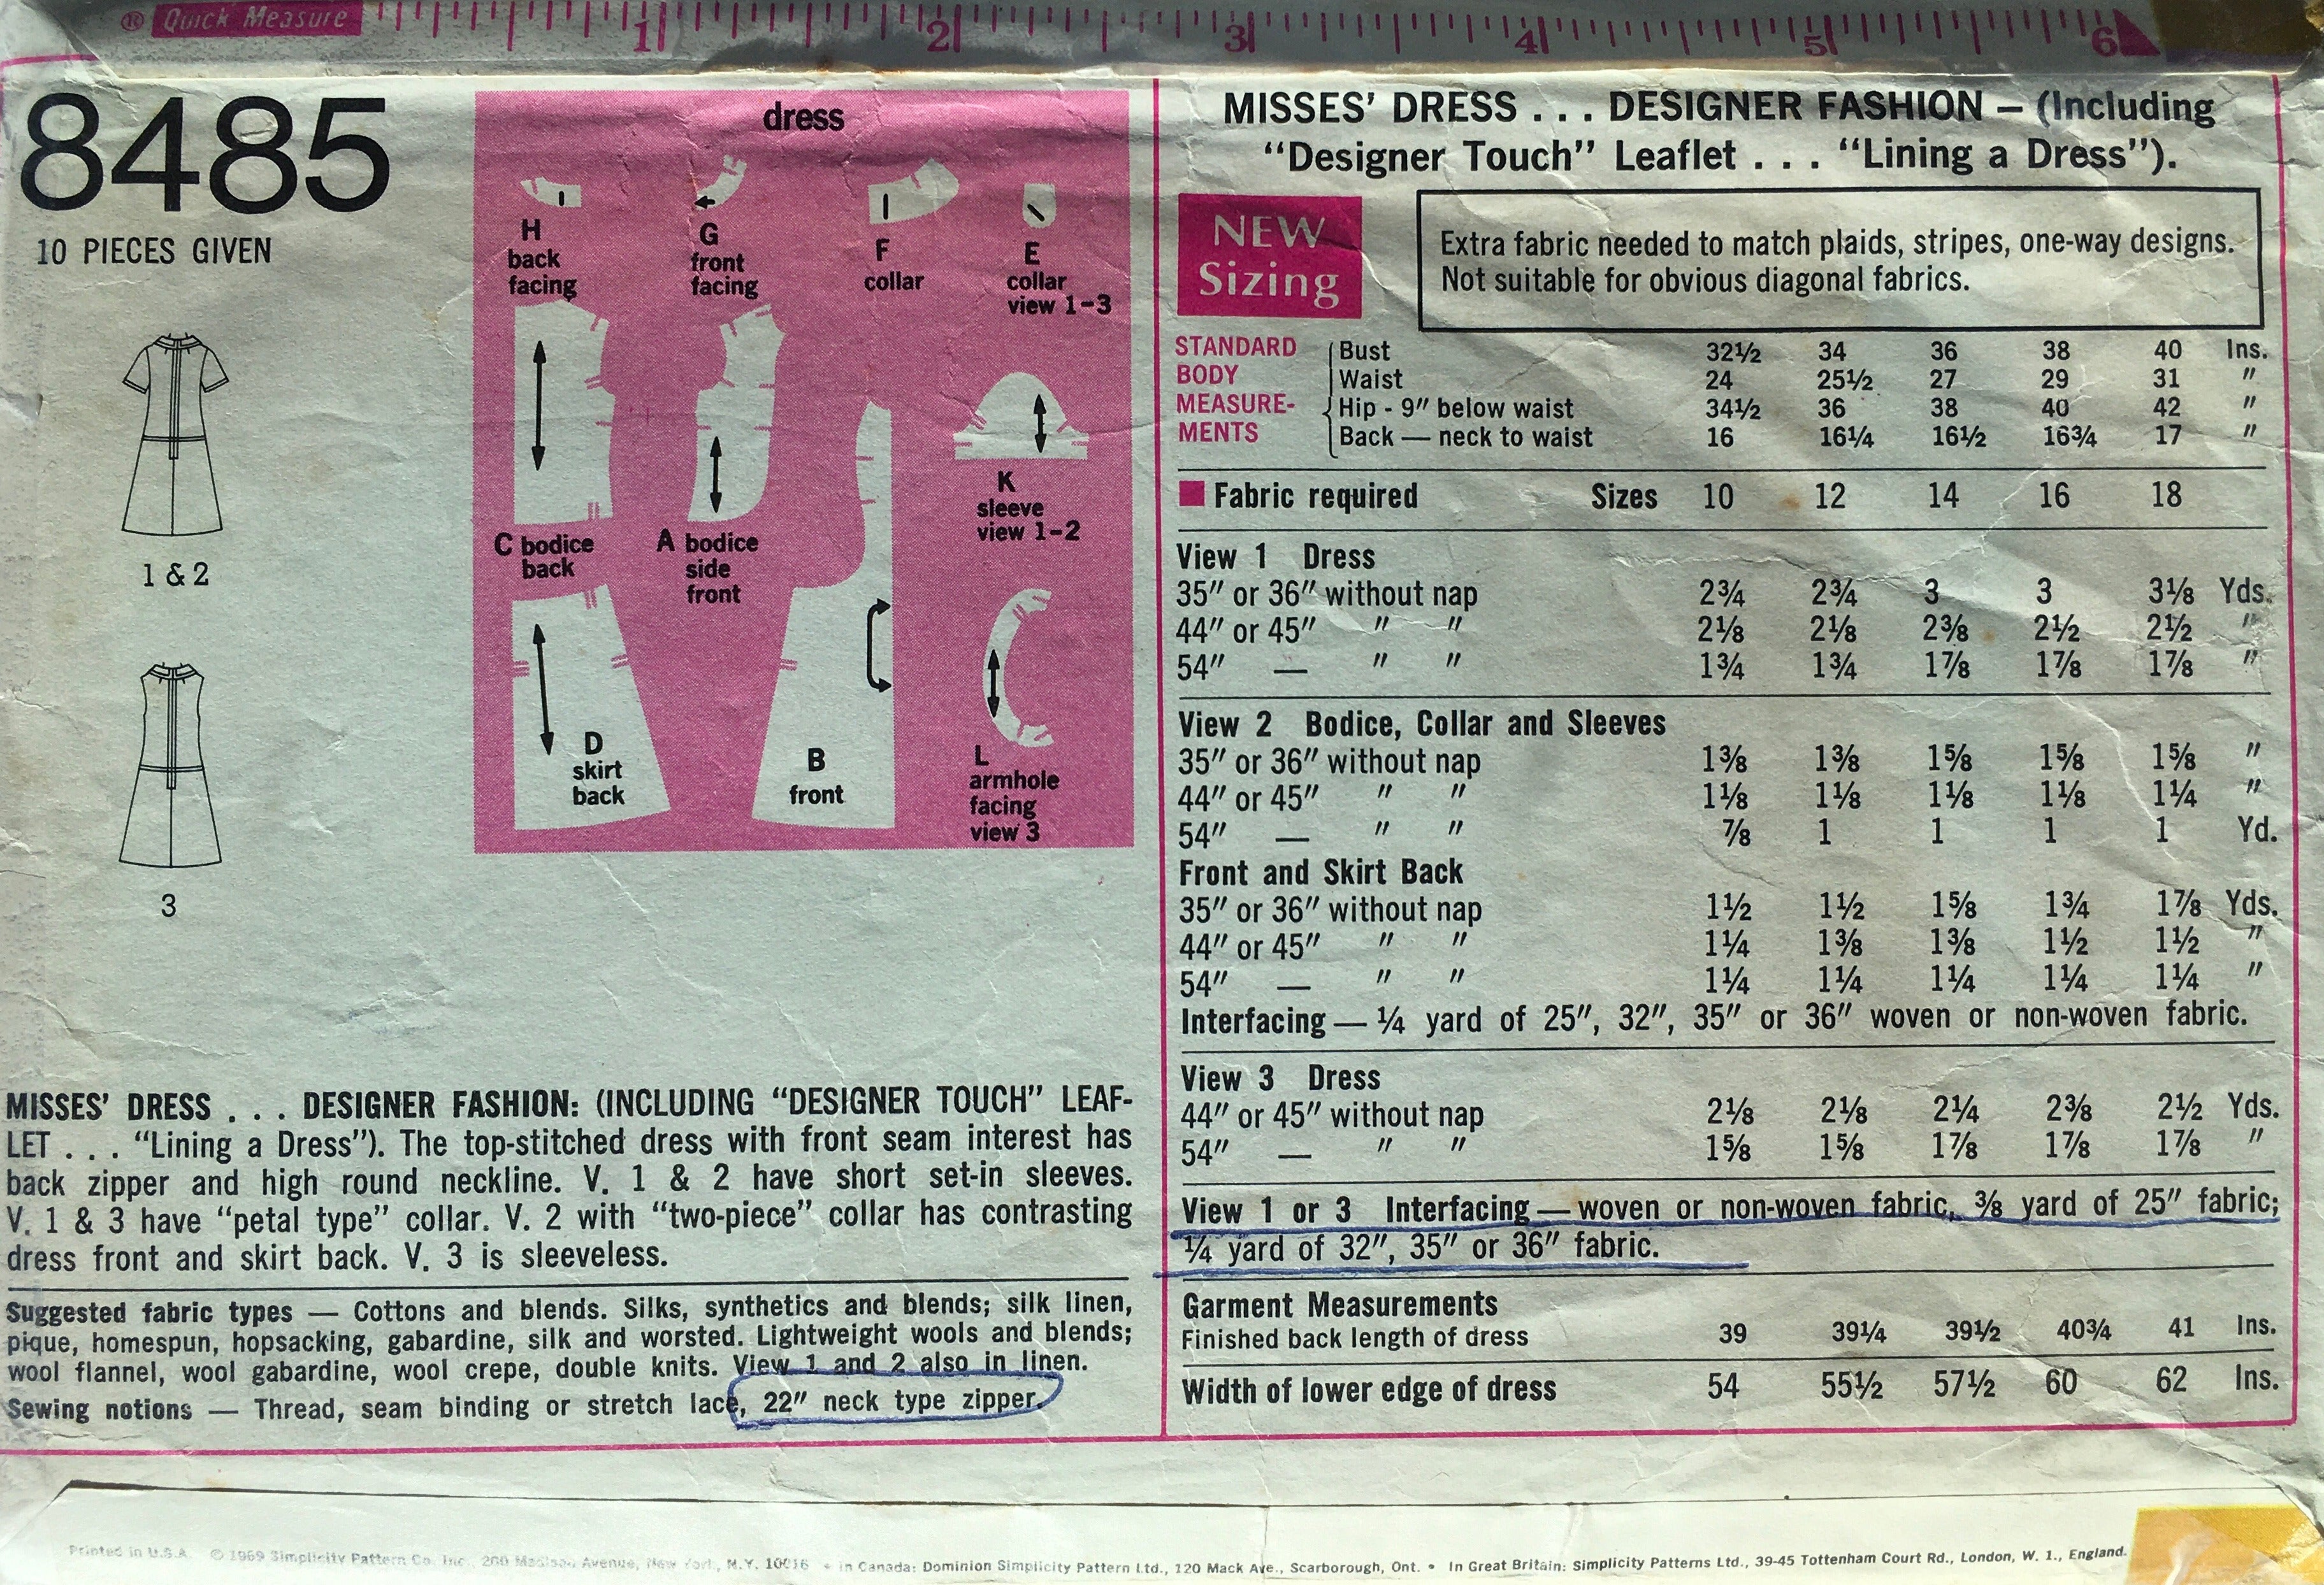 ® Quick Measure 1 2 3 4 5 6
8485
10 PIECES GIVEN
1 & 2
3
dress
H
back
facing
G
front
facing
F
collar
E
collar
view 1-3
C bodice
back
A bodice
side
front
K
sleeve
view 1-2
D
skirt
back
B
front
L
armhole
facing
view 3
MISSES' DRESS . . . DESIGNER FASHION: (INCLUDING "DESIGNER TOUCH" LEAF-
LET . . . "Lining a Dress"). The top-stitched dress with front seam interest has
back zipper and high round neckline. V. 1 & 2 have short set-in sleeves.
V. 1 & 3 have "petal type" collar. V. 2 with "two-piece" collar has contrasting
dress front and skirt back. V. 3 is sleeveless.
Suggested fabric types — Cottons and blends. Silks, synthetics and blends; silk linen,
pique, homespun, hopsacking, gabardine, silk and worsted. Lightweight wools and blends;
wool flannel, wool gabardine, wool crepe, double knits. View 1 and 2 also in linen.
Sewing notions — Thread, seam binding or stretch lace, 22" neck type zipper.
MISSES' DRESS . . . DESIGNER FASHION — (Including
"Designer Touch" Leaflet . . . "Lining a Dress").
NEW
Sizing
Extra fabric needed to match plaids, stripes, one-way designs.
Not suitable for obvious diagonal fabrics.
STANDARD
BODY
MEASURE-
MENTS
Bust 32½ 34 36 38 40 Ins.
Waist 24 25½ 27 29 31 "
Hip - 9" below waist 34½ 36 38 40 42 "
Back — neck to waist 16 16¼ 16½ 16¾ 17 "
Fabric required Sizes 10 12 14 16 18
View 1 Dress
35" or 36" without nap 2¾ 2¾ 3 3 3⅛ Yds.
44" or 45" " " 2⅛ 2⅛ 2⅜ 2½ 2½ "
54" — " " 1¾ 1¾ 1⅞ 1⅞ 1⅞ "
View 2 Bodice, Collar and Sleeves
35" or 36" without nap 1⅜ 1⅜ 1⅝ 1⅝ 1⅝ "
44" or 45" " " 1⅛ 1⅛ 1⅛ 1⅛ 1¼ "
54" — " " ⅞ 1 1 1 1 Yd.
Front and Skirt Back
35" or 36" without nap 1½ 1½ 1⅝ 1¾ 1⅞ Yds.
44" or 45" " " 1¼ 1⅜ 1⅜ 1½ 1½ "
54" — " " 1¼ 1¼ 1¼ 1¼ 1¼ "
Interfacing — ¼ yard of 25", 32", 35" or 36" woven or non-woven fabric.
View 3 Dress
44" or 45" without nap 2⅛ 2⅛ 2¼ 2⅜ 2½ Yds.
54" — " " 1⅝ 1⅝ 1⅞ 1⅞ 1⅞ "
View 1 or 3 Interfacing — woven or non-woven fabric, ⅜ yard of 25" fabric;
¼ yard of 32", 35" or 36" fabric.
Garment Measurements
Finished back length of dress 39 39¼ 39½ 40¾ 41 Ins.
Width of lower edge of dress 54 55½ 57½ 60 62 Ins.
Printed in U.S.A. © 1969 Simplicity Pattern Co. Inc. 200 Madison Avenue, New York, N.Y. 10016 • in Canada: Dominion Simplicity Pattern Ltd., 120 Mack Ave., Scarborough, Ont. • In Great Britain: Simplicity Patterns Ltd., 39-45 Tottenham Court Rd., London, W. 1., England.